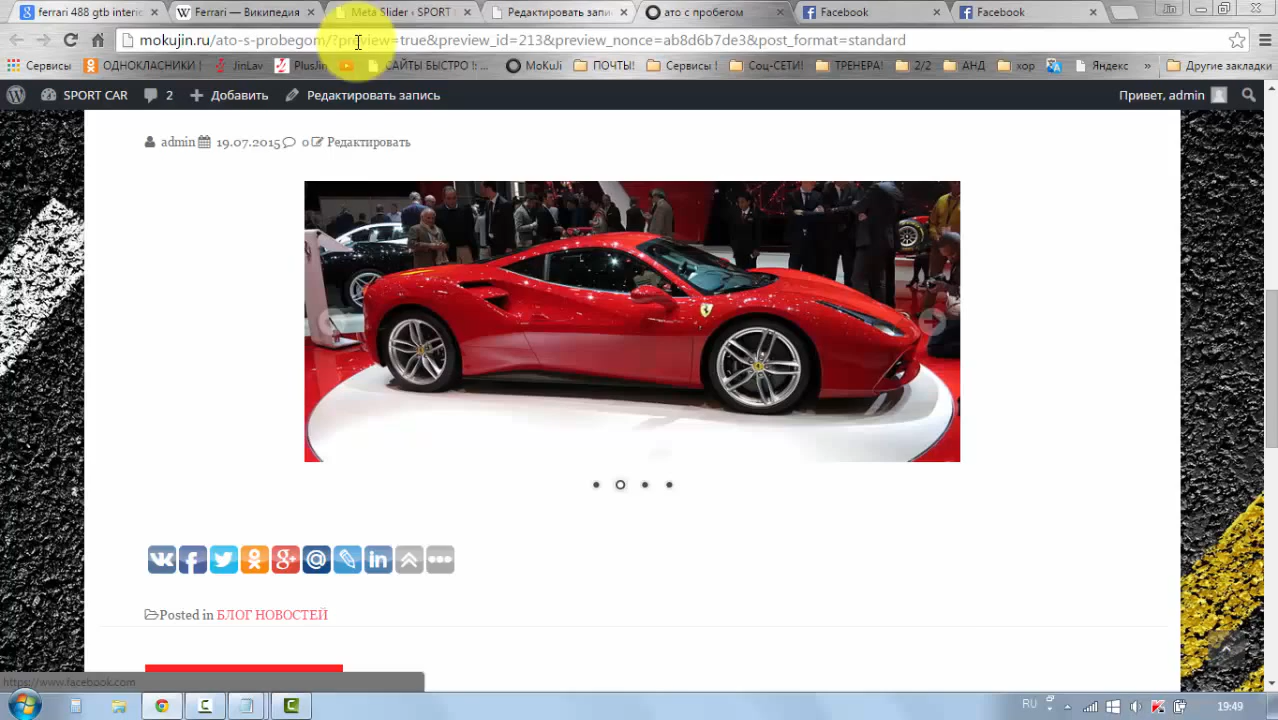 ferrari 488 gtb interie
Ferrari — Википедия
Meta Slider ‹ SPORT
Редактировать запи
ато с пробегом
Facebook
Facebook
mokujin.ru/ato-s-probegom/?preview=true&preview_id=213&preview_nonce=ab8d6b7de3&post_format=standard
Сервисы
ОДНОКЛАСНИКИ!
JinLav
PlusJin
САЙТЫ БЫСТРО !: ...
MoKuJi
ПОЧТЫ!
Сервисы !
Соц-СЕТИ!
ТРЕНЕРА!
2/2
АНД
хор
Яндекс
»
Другие закладки
SPORT CAR
2
Добавить
Редактировать запись
Привет, admin
admin 19.07.2015 0 Редактировать
Posted in БЛОГ НОВОСТЕЙ
https://www.facebook.com
RU
19:49